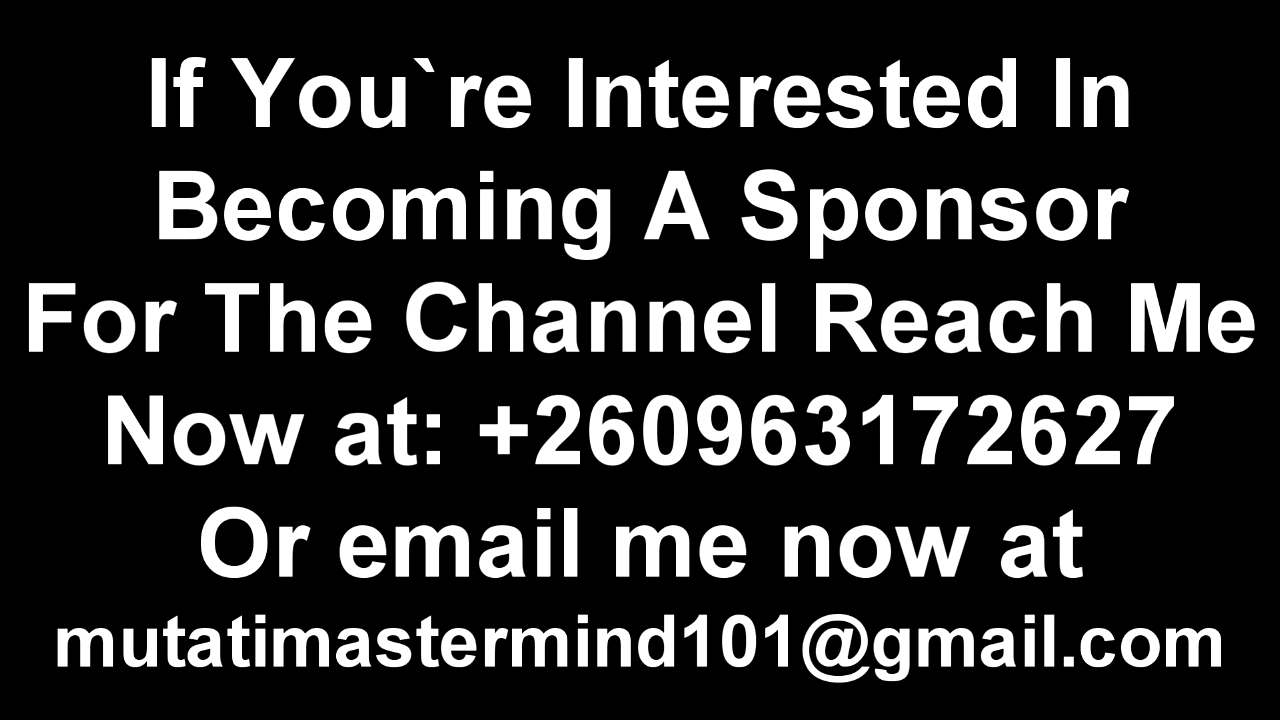 If You`re Interested In
Becoming A Sponsor
For The Channel Reach Me
Now at: +260963172627
Or email me now at
mutatimastermind101@gmail.com